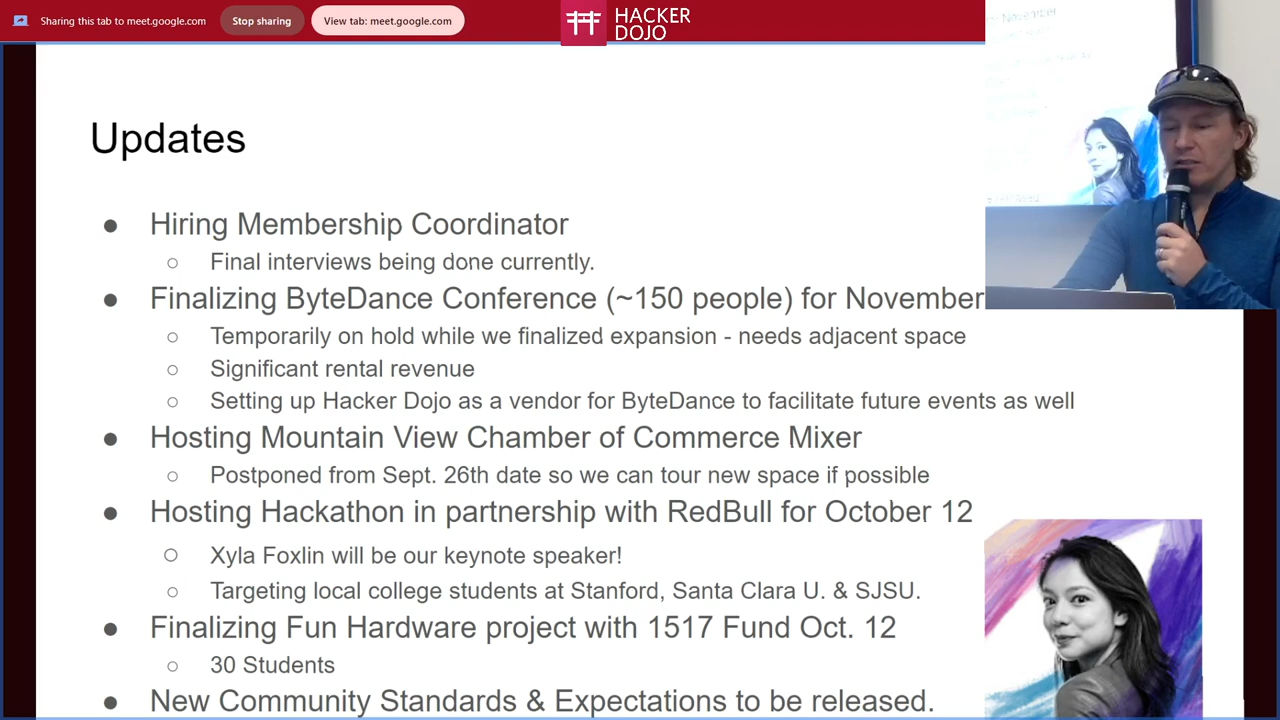 Sharing this tab to meet.google.com
Stop sharing
View tab: meet.google.com
HACKER
DOJO
Updates
● Hiring Membership Coordinator
○ Final interviews being done currently.
● Finalizing ByteDance Conference (~150 people) for November
○ Temporarily on hold while we finalized expansion - needs adjacent space
○ Significant rental revenue
○ Setting up Hacker Dojo as a vendor for ByteDance to facilitate future events as well
● Hosting Mountain View Chamber of Commerce Mixer
○ Postponed from Sept. 26th date so we can tour new space if possible
● Hosting Hackathon in partnership with RedBull for October 12
○ Xyla Foxlin will be our keynote speaker!
○ Targeting local college students at Stanford, Santa Clara U. & SJSU.
● Finalizing Fun Hardware project with 1517 Fund Oct. 12
○ 30 Students
● New Community Standards & Expectations to be released.
November